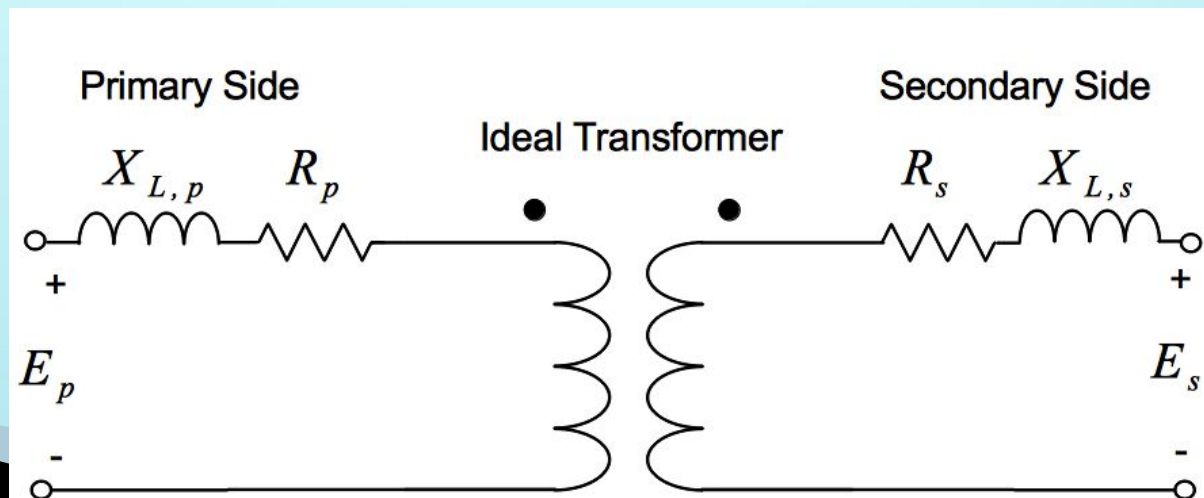 Primary Side
Secondary Side
Ideal Transformer
X L, p
R p
R s
X L, s
+
+
E p
E s
-
-